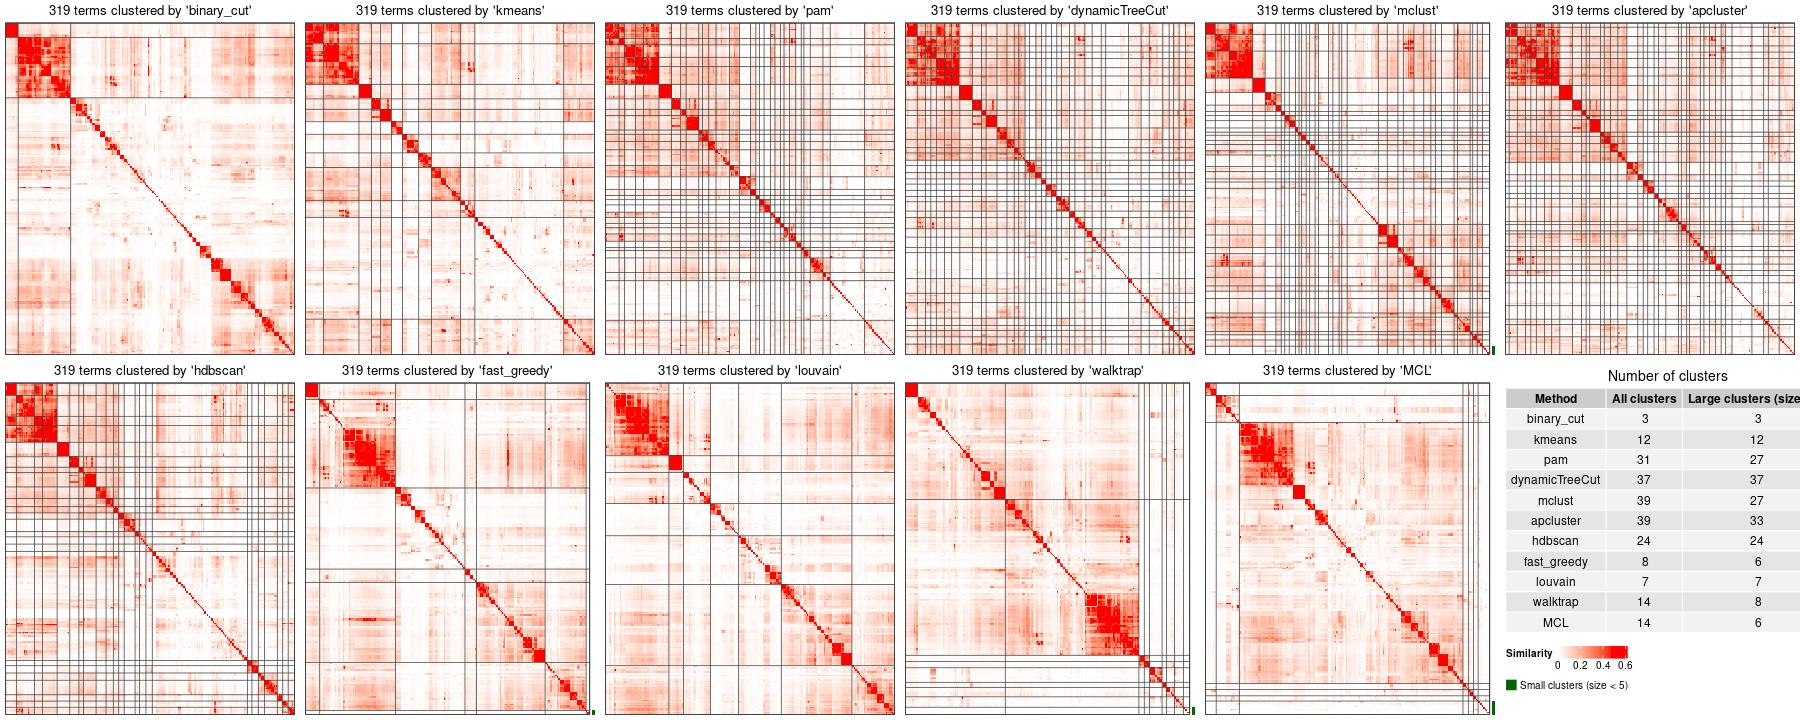 319 terms clustered by 'binary_cut'
319 terms clustered by 'kmeans'
319 terms clustered by 'pam'
319 terms clustered by 'dynamicTreeCut'
319 terms clustered by 'mclust'
319 terms clustered by 'apcluster'
319 terms clustered by 'hdbscan'
319 terms clustered by 'fast_greedy'
319 terms clustered by 'louvain'
319 terms clustered by 'walktrap'
319 terms clustered by 'MCL'
Number of clusters
Method All clusters Large clusters (size
binary_cut 3 3
kmeans 12 12
pam 31 27
dynamicTreeCut 37 37
mclust 39 27
apcluster 39 33
hdbscan 24 24
fast_greedy 8 6
louvain 7 7
walktrap 14 8
MCL 14 6
Similarity
0 0.2 0.4 0.6
Small clusters (size < 5)